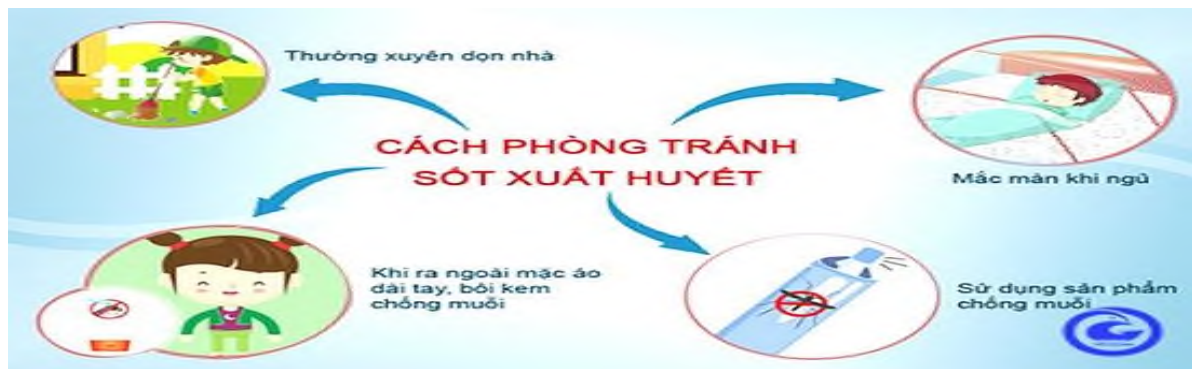 Thường xuyên dọn nhà
CÁCH PHÒNG TRÁNH
SỐT XUẤT HUYẾT
Mắc màn khi ngủ
Khi ra ngoài mặc áo
dài tay, bôi kem
chống muỗi
Sử dụng sản phẩm
chống muỗi